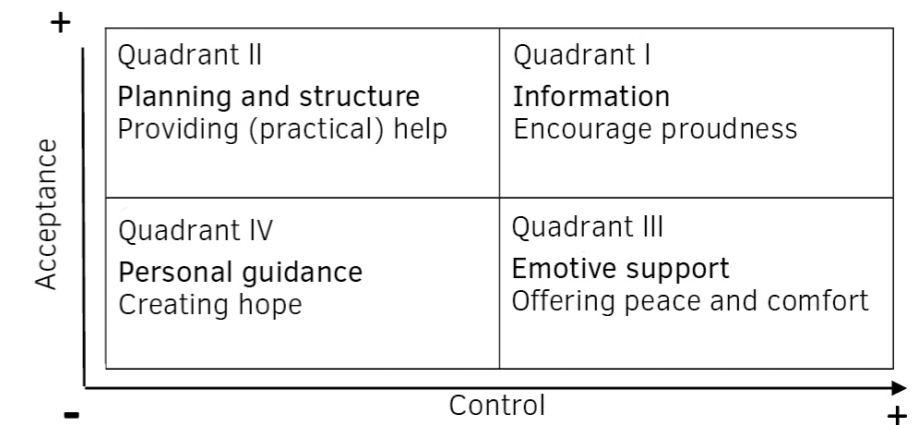 +
Quadrant II
Planning and structure
Providing (practical) help
Quadrant I
Information
Encourage proudness
Acceptance
Quadrant IV
Personal guidance
Creating hope
Quadrant III
Emotive support
Offering peace and comfort
-
Control
+